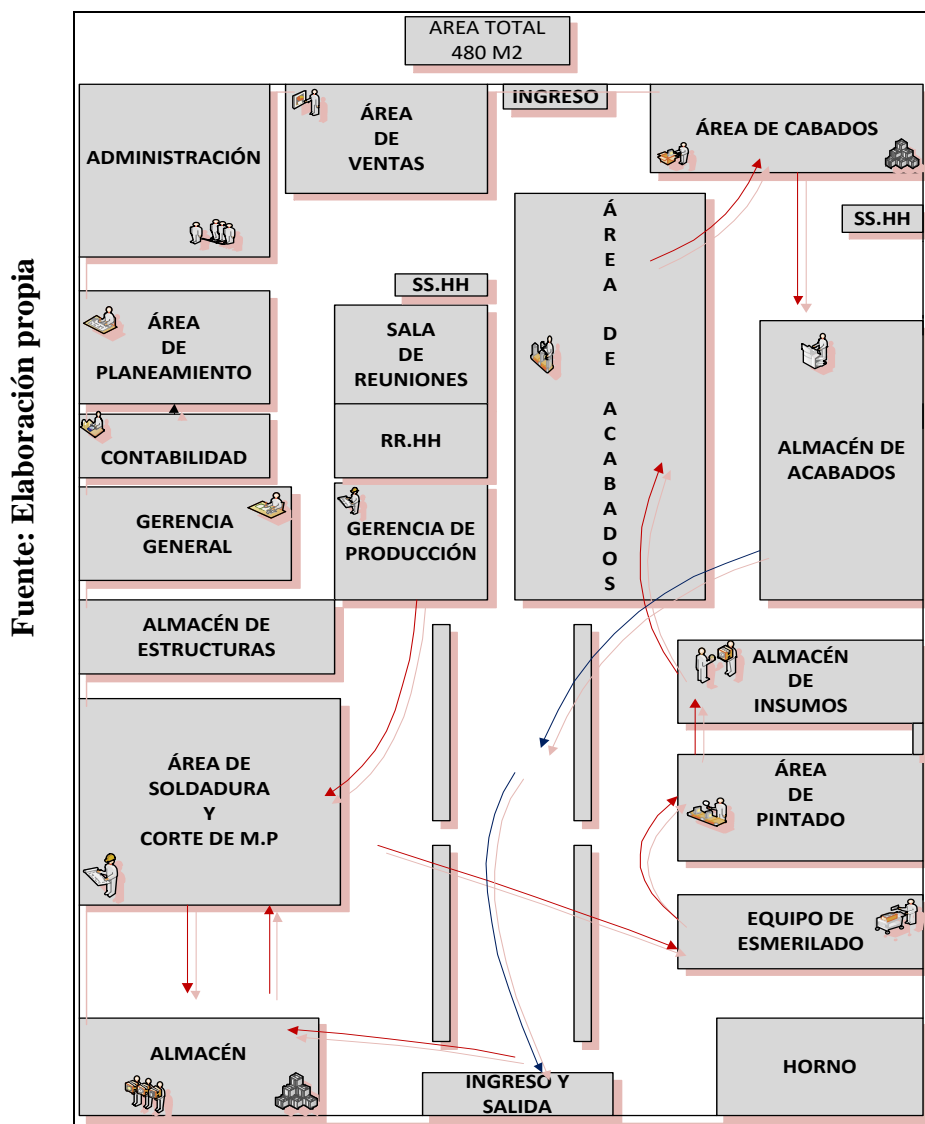 Fuente: Elaboración propia
AREA TOTAL
480 M2
INGRESO
ADMINISTRACIÓN
ÁREA
DE
VENTAS
ÁREA DE CABADOS
SS.HH
SS.HH
ÁREA
DE
PLANEAMIENTO
SALA
DE
REUNIONES
ÁREA DE ACABADOS
CONTABILIDAD
RR.HH
ALMACÉN DE
ACABADOS
GERENCIA
GENERAL
GERENCIA DE
PRODUCCIÓN
ALMACÉN DE
ESTRUCTURAS
ALMACÉN
DE
INSUMOS
ÁREA DE
SOLDADURA
Y
CORTE DE M.P
ÁREA
DE
PINTADO
EQUIPO DE
ESMERILADO
ALMACÉN
INGRESO Y
SALIDA
HORNO